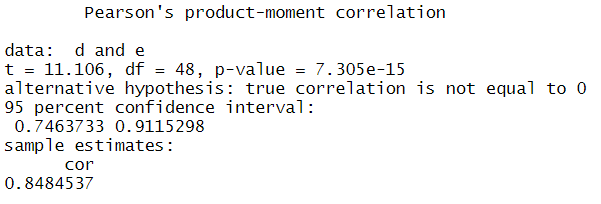 Pearson's product-moment correlation
data:  d and e
t = 11.106, df = 48, p-value = 7.305e-15
alternative hypothesis: true correlation is not equal to 0
95 percent confidence interval:
 0.7463733 0.9115298
sample estimates:
      cor
0.8484537